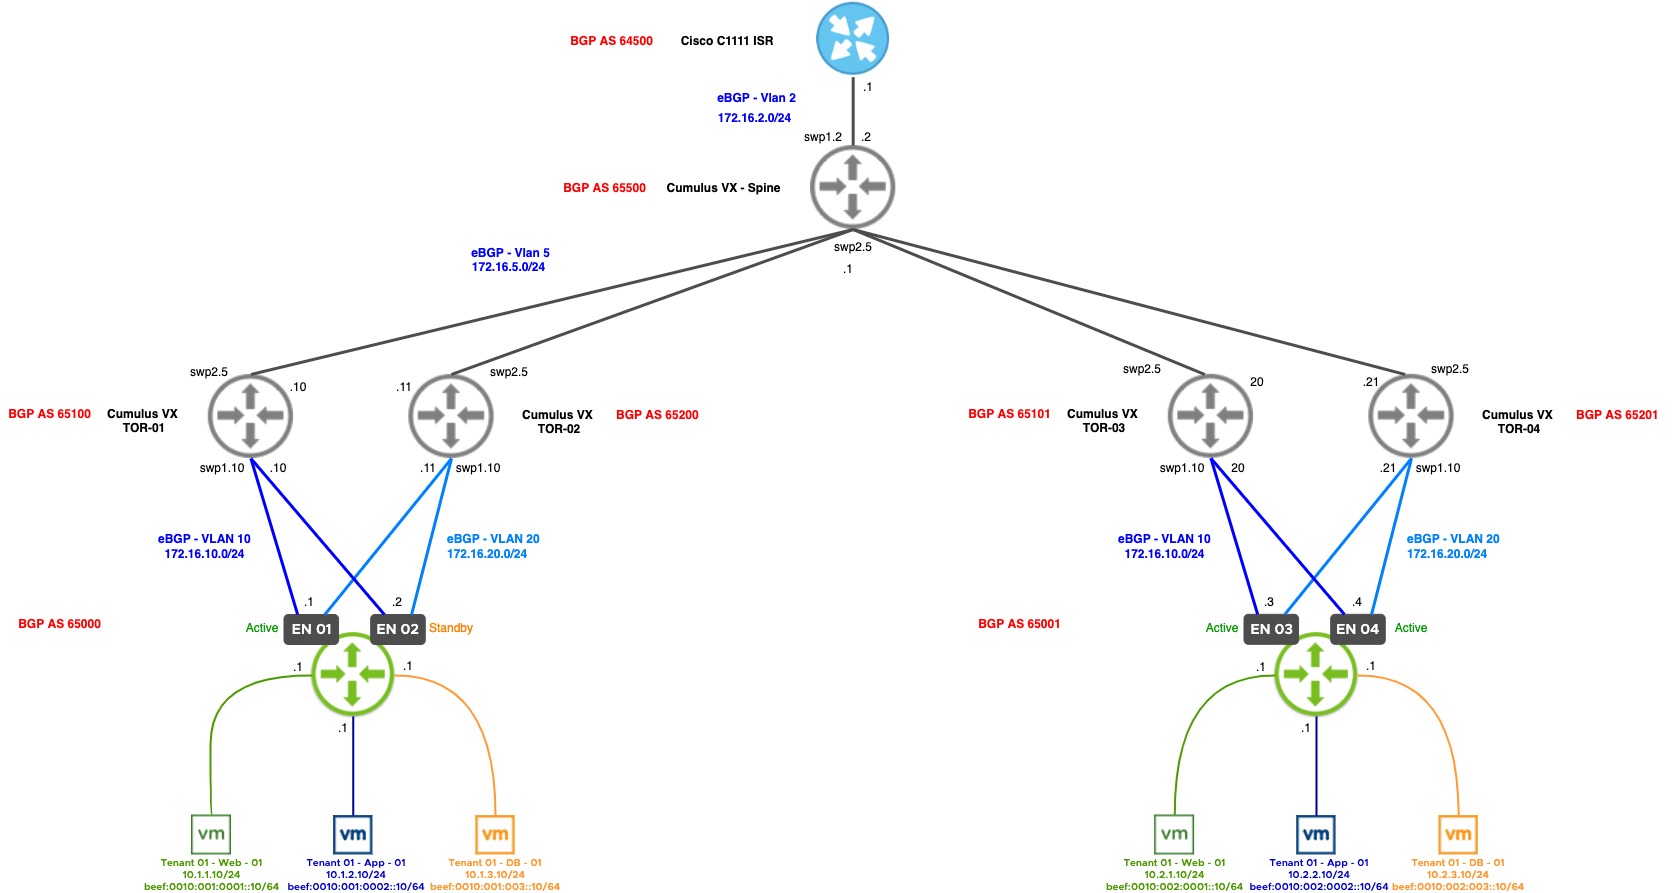 BGP AS 64500 Cisco C1111 ISR
.1
eBGP - Vlan 2
172.16.2.0/24
swp1.2 .2
BGP AS 65500 Cumulus VX - Spine
swp2.5
.1
eBGP - Vlan 5
172.16.5.0/24
swp2.5 swp2.5 swp2.5 swp2.5
.10 .11 20 .21
BGP AS 65100 Cumulus VX
TOR-01
Cumulus VX
TOR-02
BGP AS 65200
BGP AS 65101 Cumulus VX
TOR-03
Cumulus VX
TOR-04
BGP AS 65201
swp1.10 .10 .11 swp1.10 swp1.10 20 .21 swp1.10
eBGP - VLAN 10
172.16.10.0/24
eBGP - VLAN 20
172.16.20.0/24
eBGP - VLAN 10
172.16.10.0/24
eBGP - VLAN 20
172.16.20.0/24
.1 .2 .3 .4
BGP AS 65000
Active EN 01 EN 02 Standby
BGP AS 65001
Active EN 03 EN 04 Active
.1 .1 .1 .1
.1 .1
vm vm vm vm vm vm
Tenant 01 - Web - 01
10.1.1.10/24
beef:0010:001:0001::10/64
Tenant 01 - App - 01
10.1.2.10/24
beef:0010:001:0002::10/64
Tenant 01 - DB - 01
10.1.3.10/24
beef:0010:001:003::10/64
Tenant 01 - Web - 01
10.2.1.10/24
beef:0010:002:0001::10/64
Tenant 01 - App - 01
10.2.2.10/24
beef:0010:002:0002::10/64
Tenant 01 - DB - 01
10.2.3.10/24
beef:0010:002:003::10/64